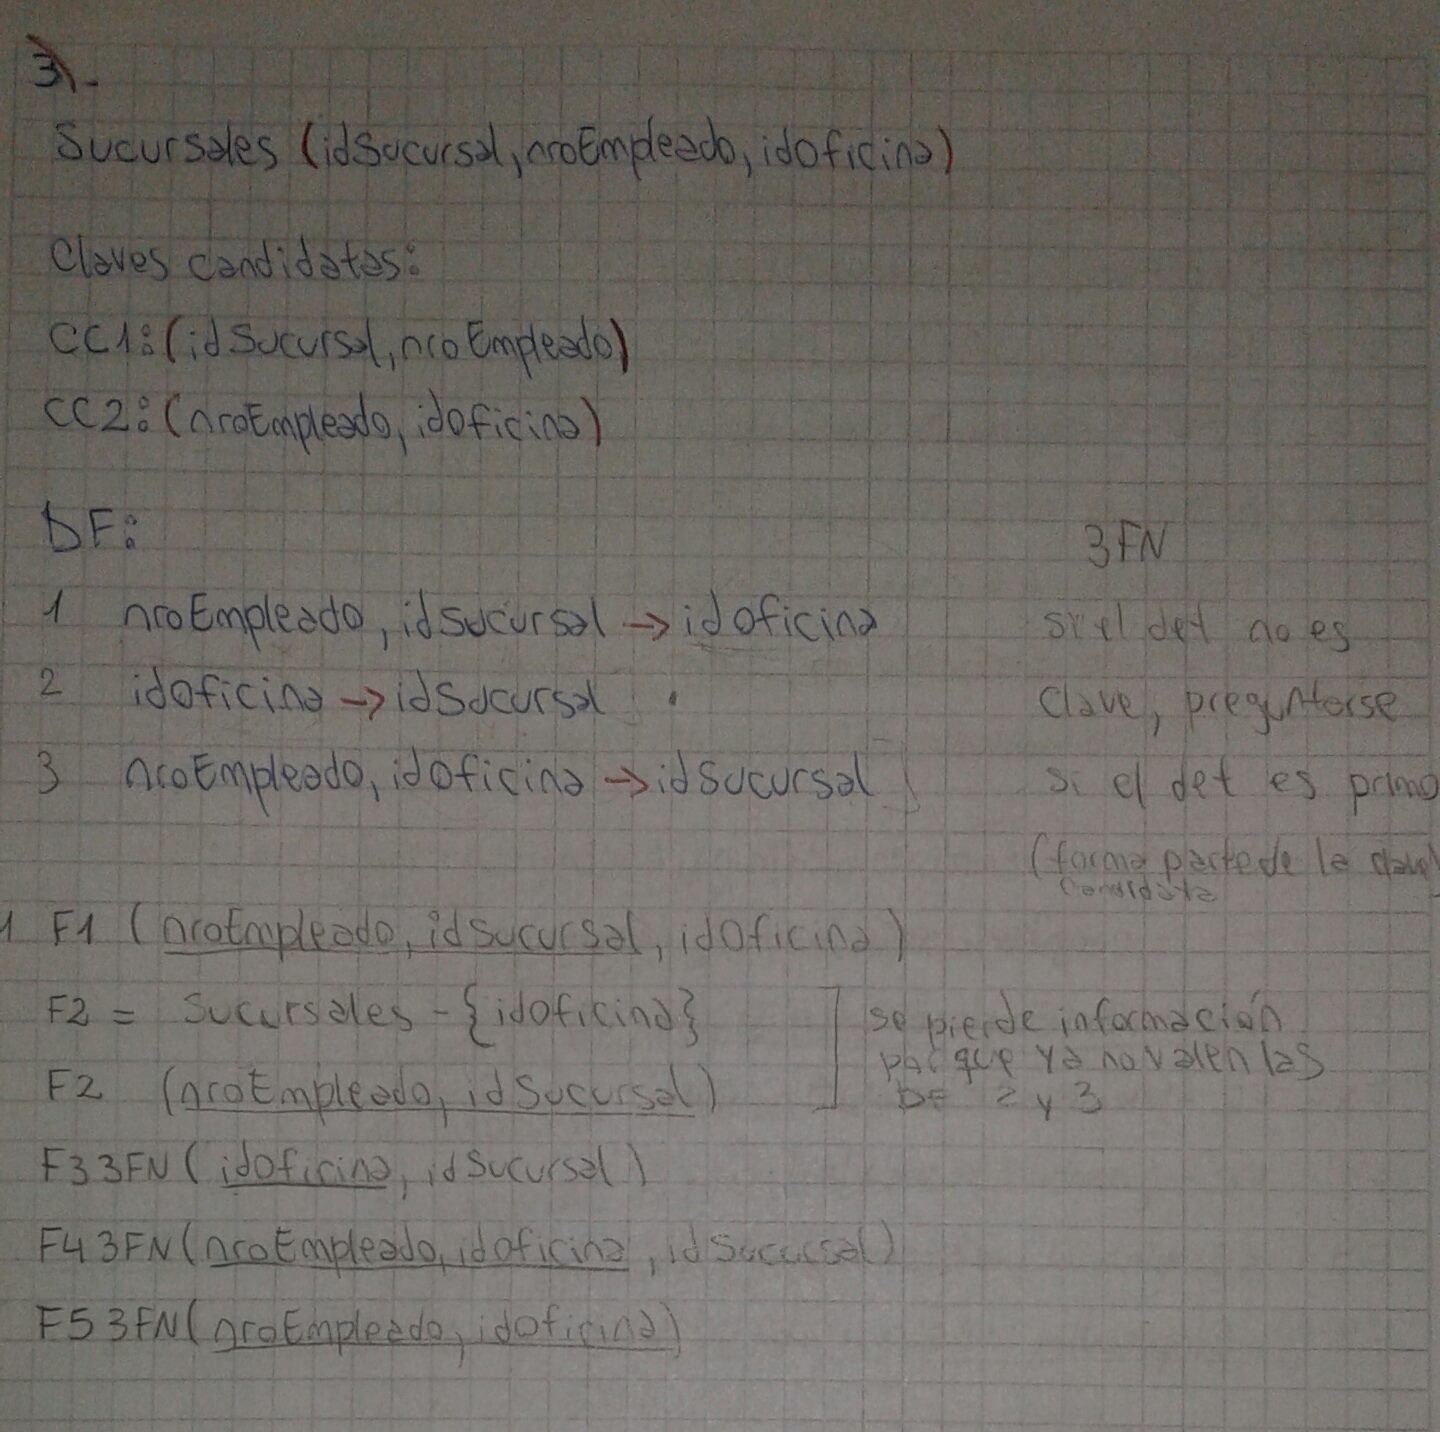 3).-
Sucursales (idSucursal, nroEmpleado, idOficina)
Claves candidatas:
CC1: (idSucursal, nroEmpleado)
CC2: (nroEmpleado, idOficina)
DF:
1 nroEmpleado, idSucursal → idOficina
2 idOficina → idSucursal
3 nroEmpleado, idOficina → idSucursal
3FN
si el det no es
clave, preguntarse
si el det es primo
(forma parte de la clave
candidata
1 F1 (nroEmpleado, idSucursal, idOficina)
F2 = Sucursales - {idOficina}
F2 (nroEmpleado, idSucursal)
se pierde información
porque ya no valen las
DF 2 y 3
F3 3FN (idOficina, idSucursal)
F4 3FN (nroEmpleado, idOficina, idSucursal)
F5 3FN (nroEmpleado, idOficina)